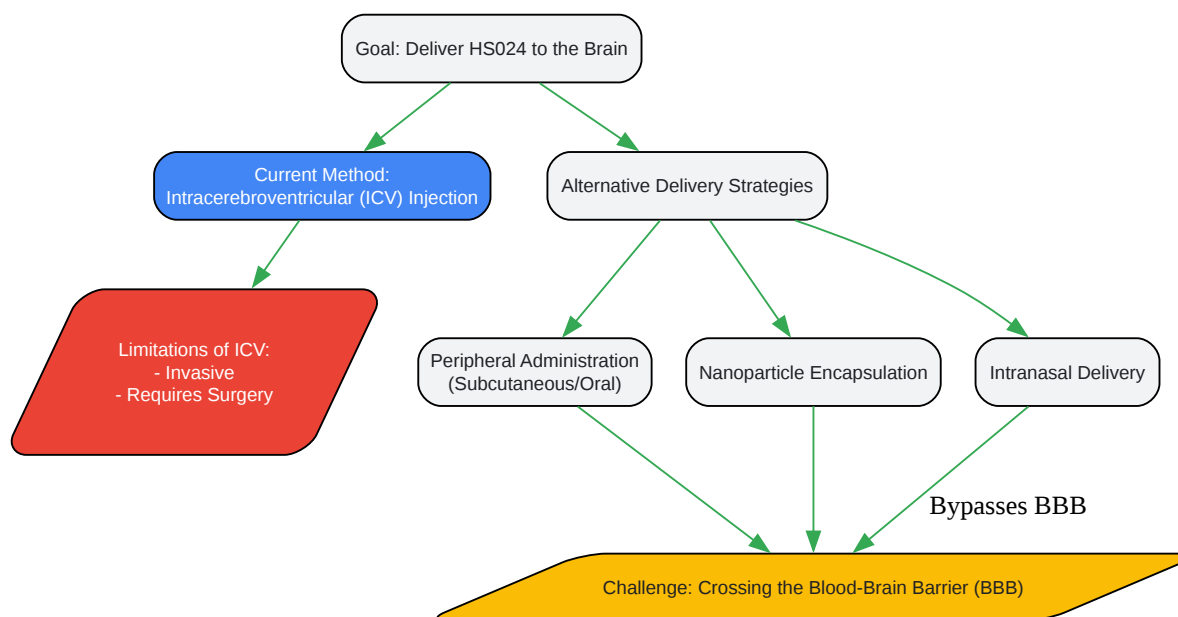 Goal: Deliver HS024 to the Brain
Current Method:
Intracerebroventricular (ICV) Injection
Alternative Delivery Strategies
Limitations of ICV:
- Invasive
- Requires Surgery
Peripheral Administration
(Subcutaneous/Oral)
Nanoparticle Encapsulation
Intranasal Delivery
Bypasses BBB
Challenge: Crossing the Blood-Brain Barrier (BBB)